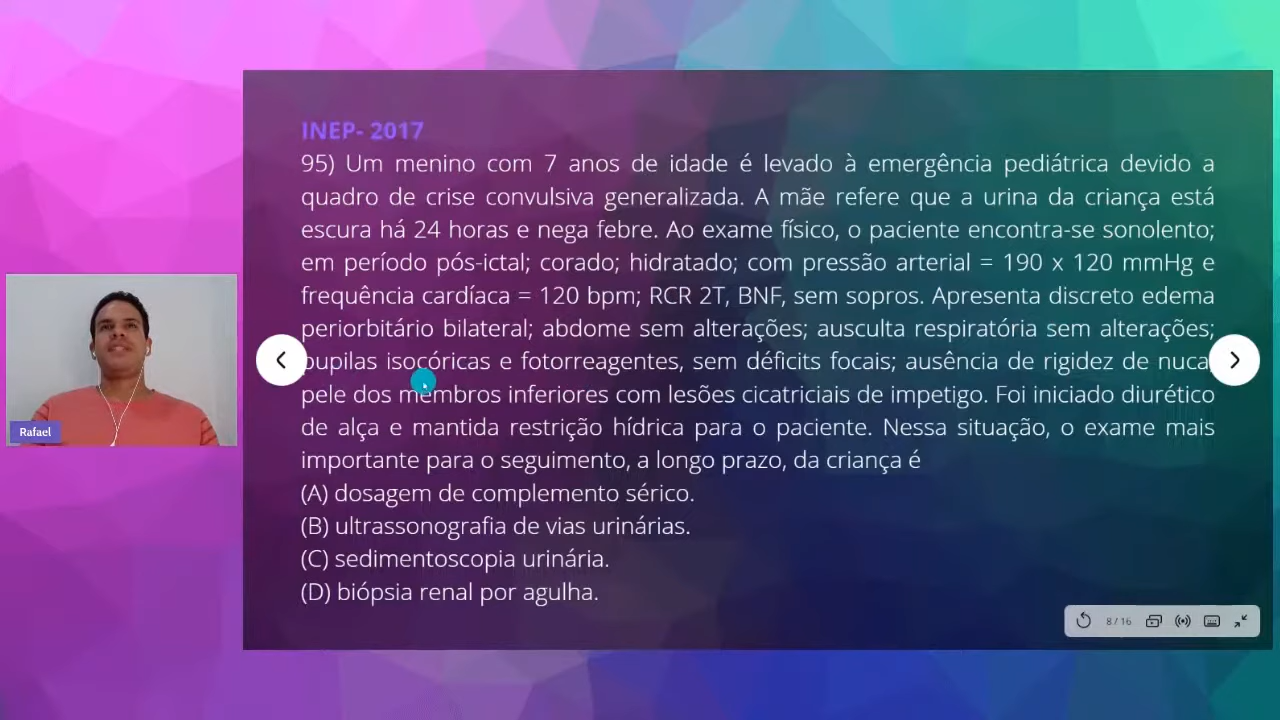 INEP- 2017
95) Um menino com 7 anos de idade é levado à emergência pediátrica devido a
quadro de crise convulsiva generalizada. A mãe refere que a urina da criança está
escura há 24 horas e nega febre. Ao exame físico, o paciente encontra-se sonolento;
em período pós-ictal; corado; hidratado; com pressão arterial = 190 x 120 mmHg e
frequência cardíaca = 120 bpm; RCR 2T, BNF, sem sopros. Apresenta discreto edema
periorbitário bilateral; abdome sem alterações; ausculta respiratória sem alterações;
pupilas isocóricas e fotorreagentes, sem déficits focais; ausência de rigidez de nuca,
pele dos membros inferiores com lesões cicatriciais de impetigo. Foi iniciado diurético
de alça e mantida restrição hídrica para o paciente. Nessa situação, o exame mais
importante para o seguimento, a longo prazo, da criança é
(A) dosagem de complemento sérico.
(B) ultrassonografia de vias urinárias.
(C) sedimentoscopia urinária.
(D) biópsia renal por agulha.
Rafael
8 / 16